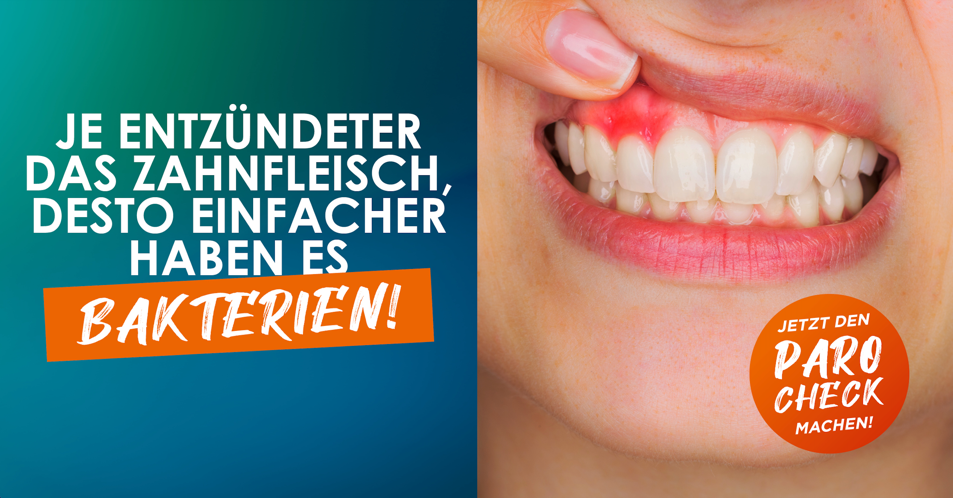 JE ENTZÜNDETER
DAS ZAHNFLEISCH,
DESTO EINFACHER
HABEN ES
BAKTERIEN!
JETZT DEN
PARO
CHECK
MACHEN!